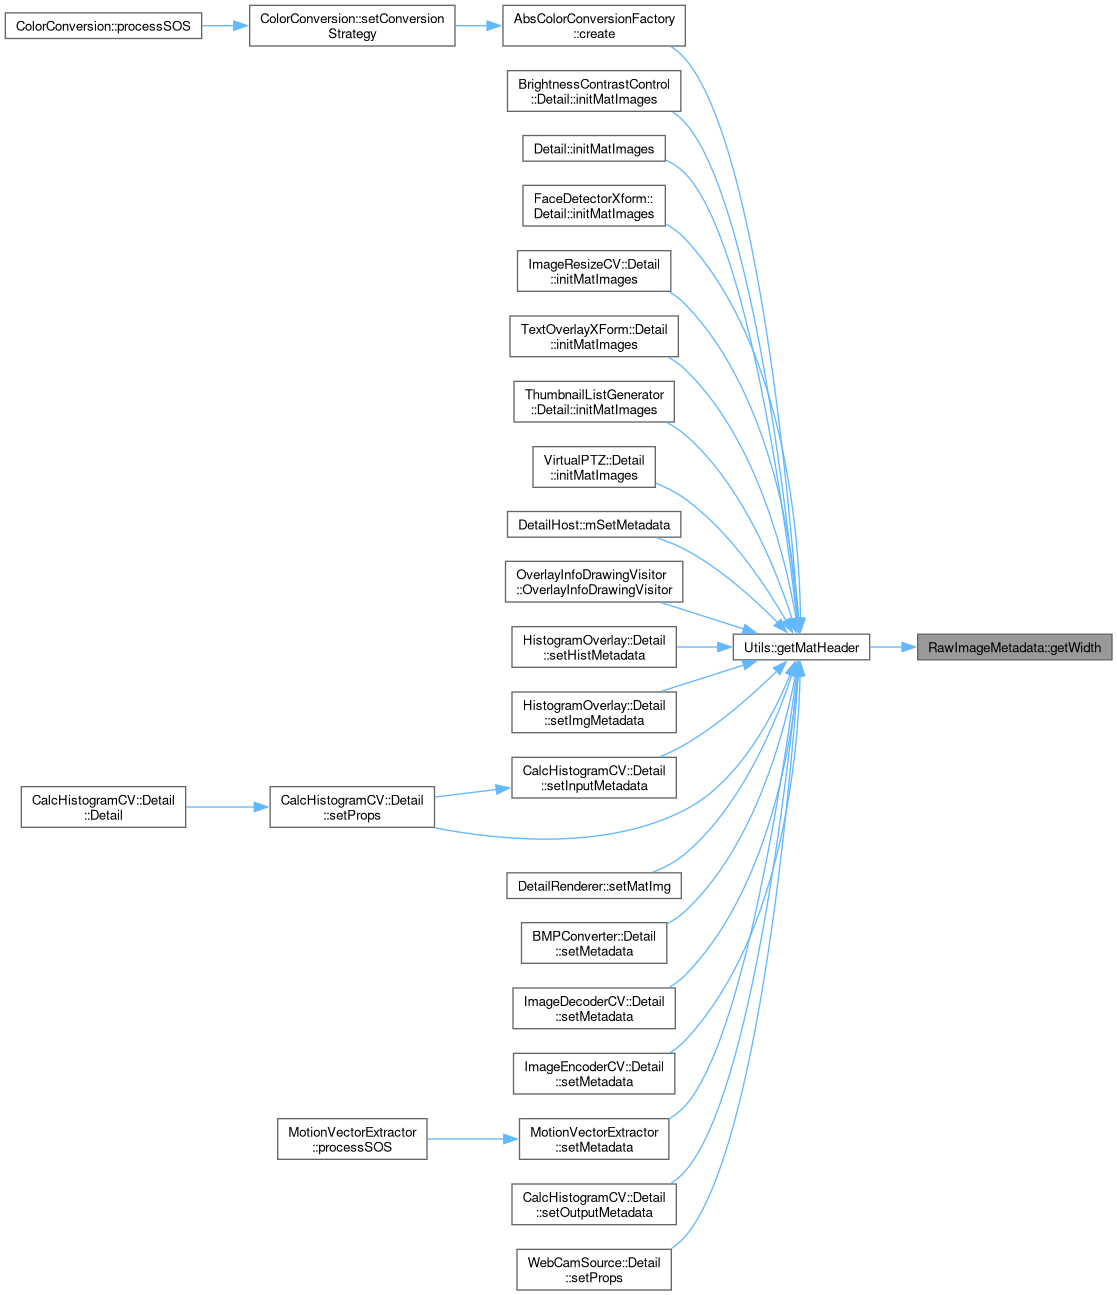 ColorConversion::processSOS
ColorConversion::setConversion
Strategy
AbsColorConversionFactory
::create
BrightnessContrastControl
::Detail::initMatImages
Detail::initMatImages
FaceDetectorXform::
Detail::initMatImages
ImageResizeCV::Detail
::initMatImages
TextOverlayXForm::Detail
::initMatImages
ThumbnailListGenerator
::Detail::initMatImages
VirtualPTZ::Detail
::initMatImages
DetailHost::mSetMetadata
OverlayInfoDrawingVisitor
::OverlayInfoDrawingVisitor
HistogramOverlay::Detail
::setHistMetadata
Utils::getMatHeader
RawImageMetadata::getWidth
HistogramOverlay::Detail
::setImgMetadata
CalcHistogramCV::Detail
::setInputMetadata
CalcHistogramCV::Detail
::Detail
CalcHistogramCV::Detail
::setProps
DetailRenderer::setMatImg
BMPConverter::Detail
::setMetadata
ImageDecoderCV::Detail
::setMetadata
ImageEncoderCV::Detail
::setMetadata
MotionVectorExtractor
::processSOS
MotionVectorExtractor
::setMetadata
CalcHistogramCV::Detail
::setOutputMetadata
WebCamSource::Detail
::setProps